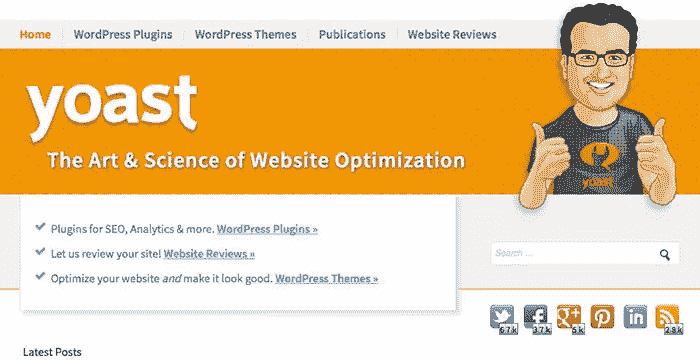 Home WordPress Plugins WordPress Themes Publications Website Reviews
yoast
The Art & Science of Website Optimization
yoast
Plugins for SEO, Analytics & more. WordPress Plugins »
Let us review your site! Website Reviews »
Optimize your website and make it look good. WordPress Themes »
Search ...
6.7k 3.7k 5k 2.8k
Latest Posts